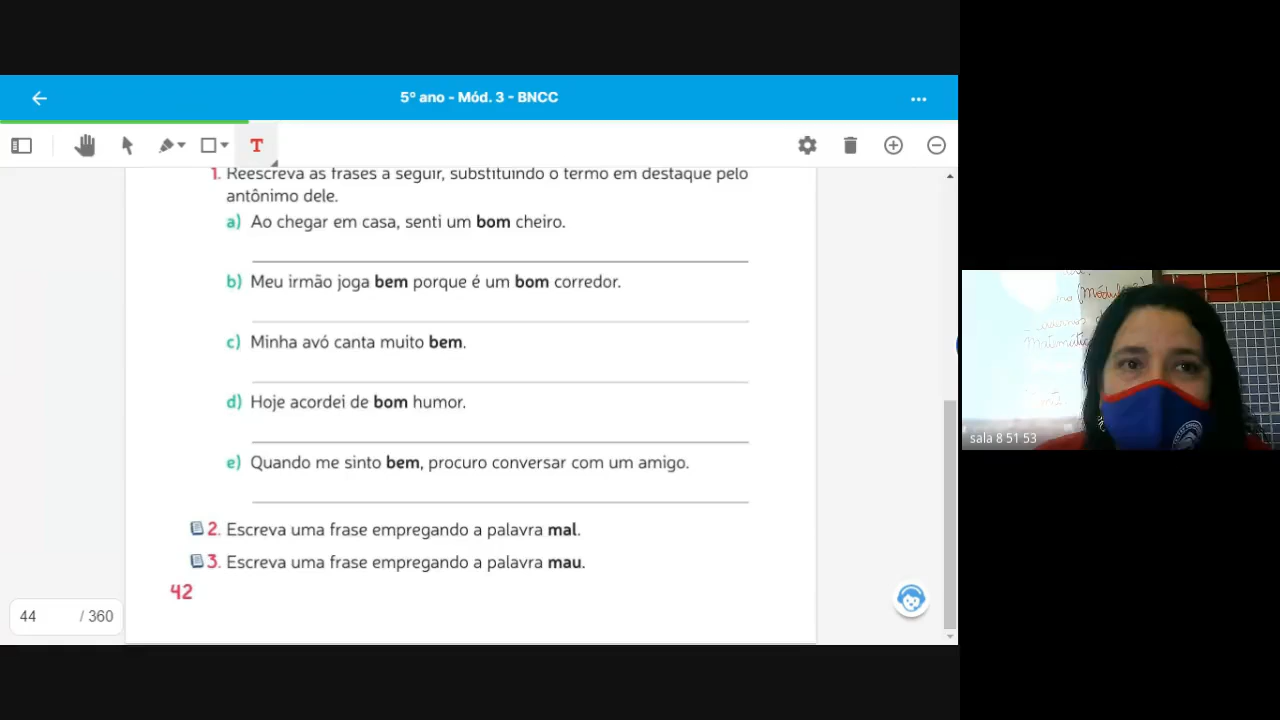 5º ano - Mód. 3 - BNCC
T
1. Reescreva as frases a seguir, substituindo o termo em destaque pelo
antônimo dele.
a) Ao chegar em casa, senti um bom cheiro.
b) Meu irmão joga bem porque é um bom corredor.
c) Minha avó canta muito bem.
d) Hoje acordei de bom humor.
e) Quando me sinto bem, procuro conversar com um amigo.
2. Escreva uma frase empregando a palavra mal.
3. Escreva uma frase empregando a palavra mau.
42
44 / 360
sala 8 51 53